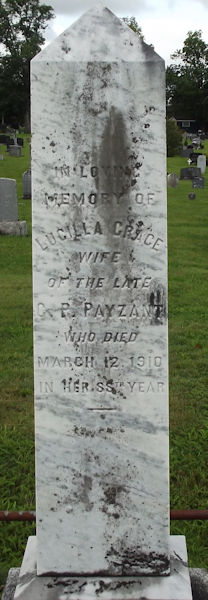 IN LOVING
MEMORY OF
LUCILLA GRACE
WIFE
OF THE LATE
PAYZANT
WHO DIED
MARCH 12, 1910
IN HER YEAR